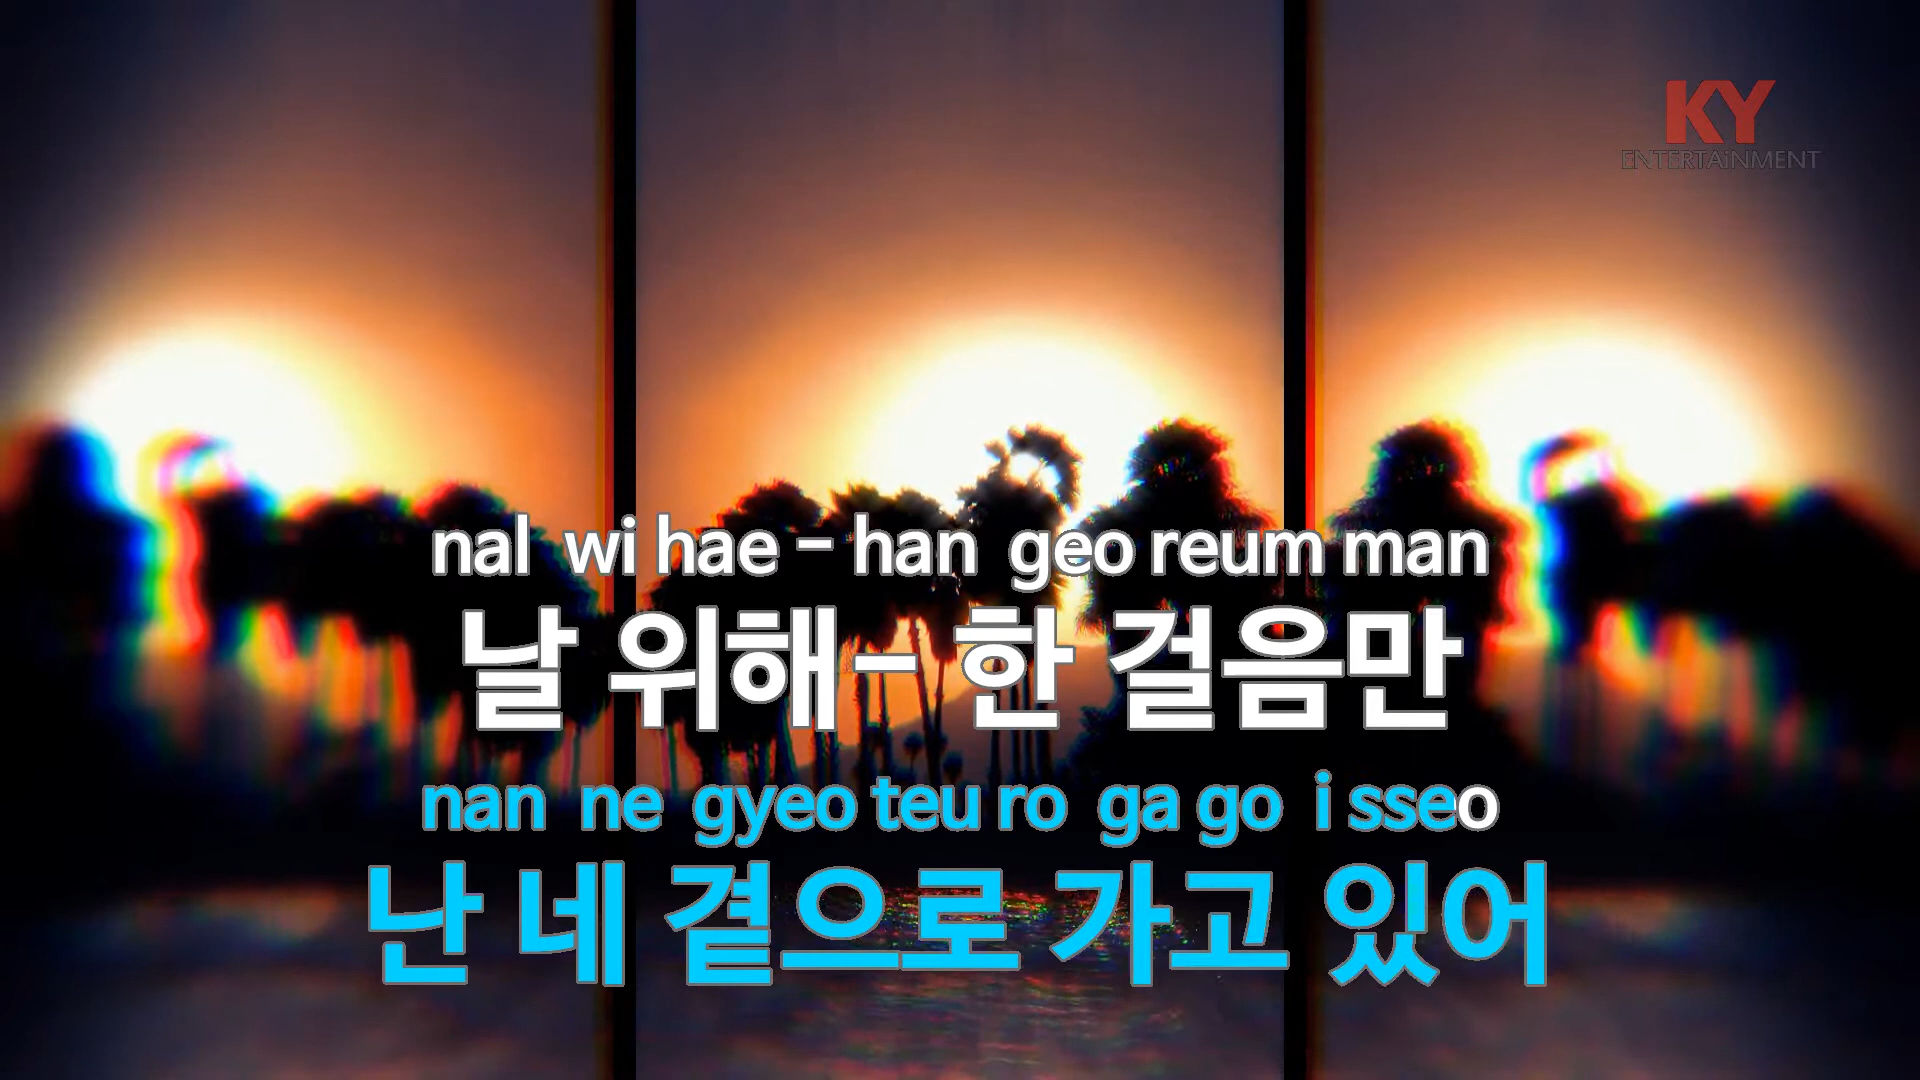 KY
ENTERTAiNMENT
nal wi hae - han geo reum man
날 위해- 한 걸음만
nan ne gyeo teu ro ga go i sseo
난 네 곁으로 가고 있어